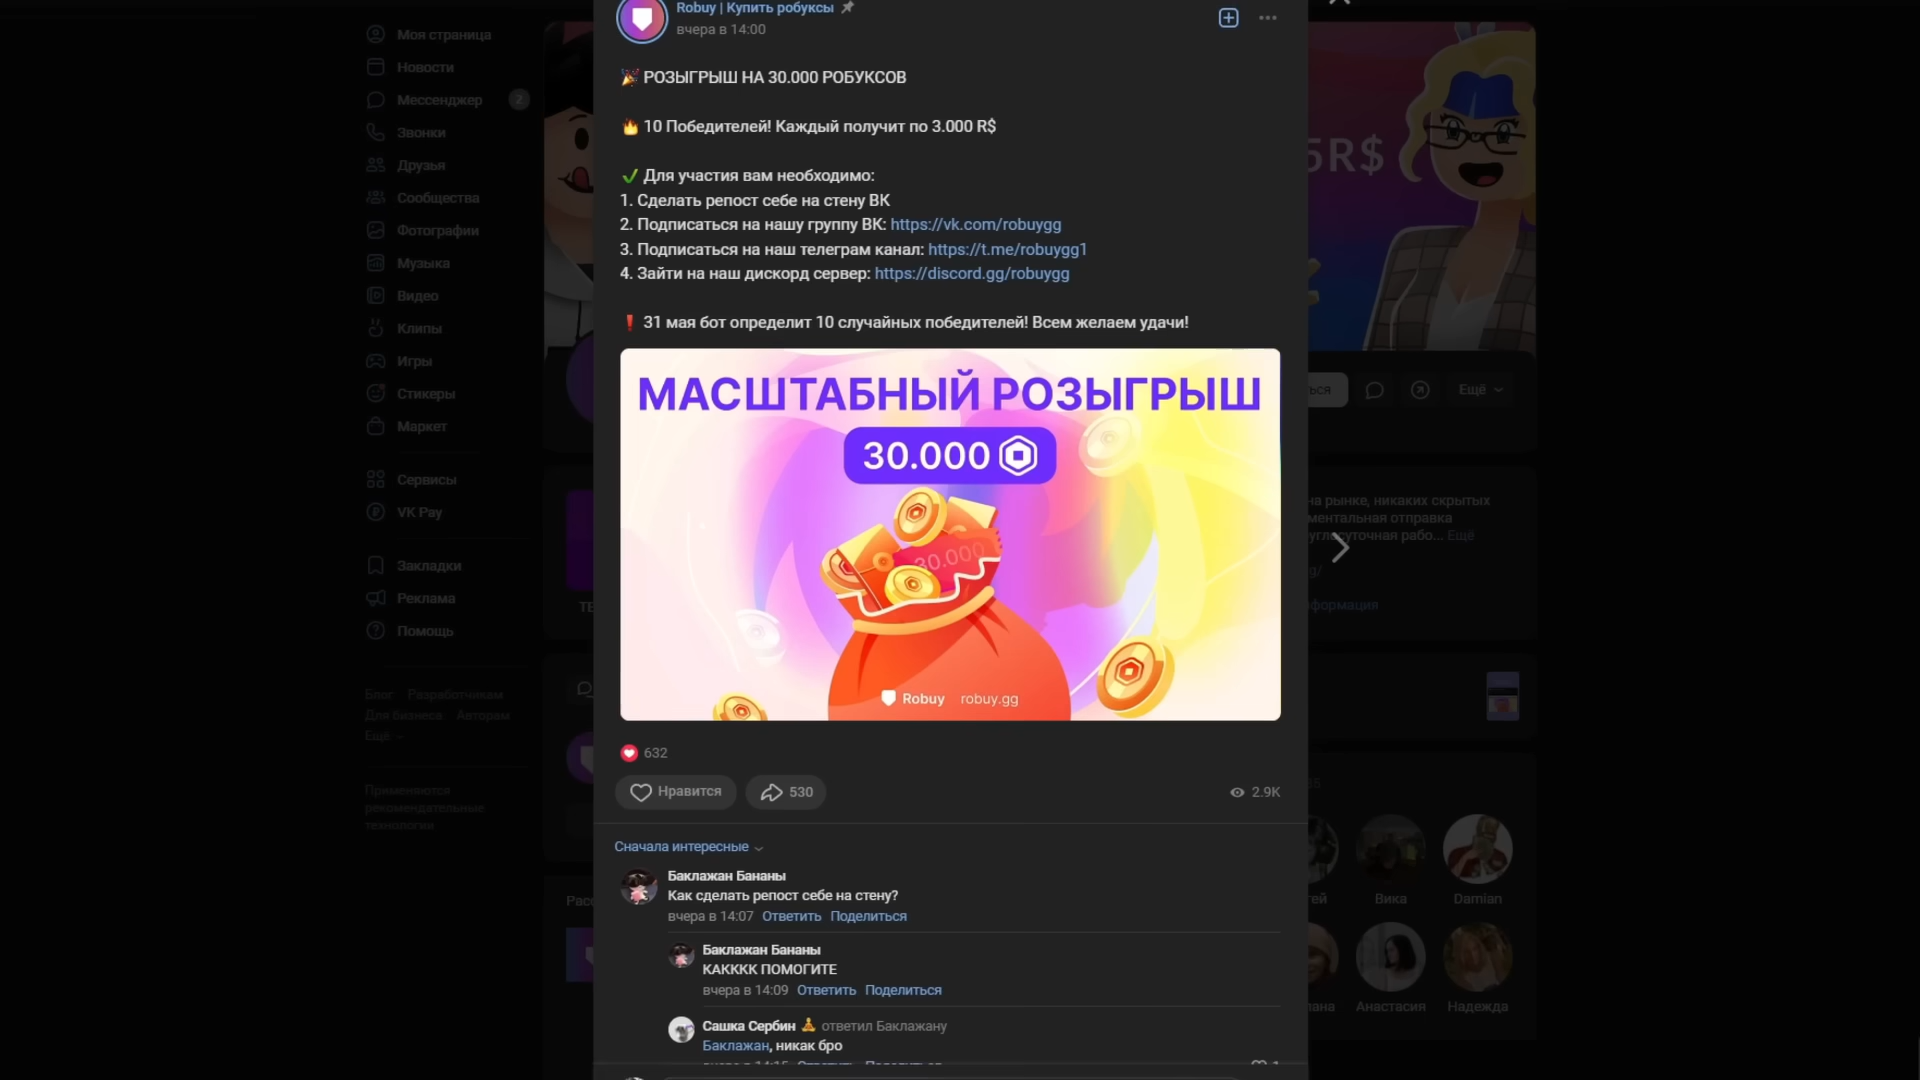 Моя страница
Новости
Мессенджер 2
Звонки
Друзья
Сообщества
Фотографии
Музыка
Видео
Клипы
Игры
Стикеры
Маркет
Сервисы
VK Pay
Закладки
Реклама
Помощь
Блог Разработчикам
Для бизнеса Авторам
Ещё
Применяются
рекомендательные
технологии
Robuy | Купить робуксы
вчера в 14:00
РОЗЫГРЫШ НА 30.000 РОБУКСОВ
10 Победителей! Каждый получит по 3.000 R$
Для участия вам необходимо:
1. Сделать репост себе на стену ВК
2. Подписаться на нашу группу ВК: https://vk.com/robuygg
3. Подписаться на наш телеграм канал: https://t.me/robuygg1
4. Зайти на наш дискорд сервер: https://discord.gg/robuygg
31 мая бот определит 10 случайных победителей! Всем желаем удачи!
МАСШТАБНЫЙ РОЗЫГРЫШ
30.000
30.000
Robuy robuy.gg
632
Нравится 530 2.9K
Сначала интересные
Баклажан Бананы
Как сделать репост себе на стену?
вчера в 14:07 Ответить Поделиться
Баклажан Бананы
КАКККК ПОМОГИТЕ
вчера в 14:09 Ответить Поделиться
Сашка Сербин ответил Баклажану
Баклажан, никак бро
5R$
ься
Ещё
на рынке, никаких скрытых
ментальная отправка
углосуточная рабо... Ещё
g/
формация
Вика
Damian
Анастасия
Надежда